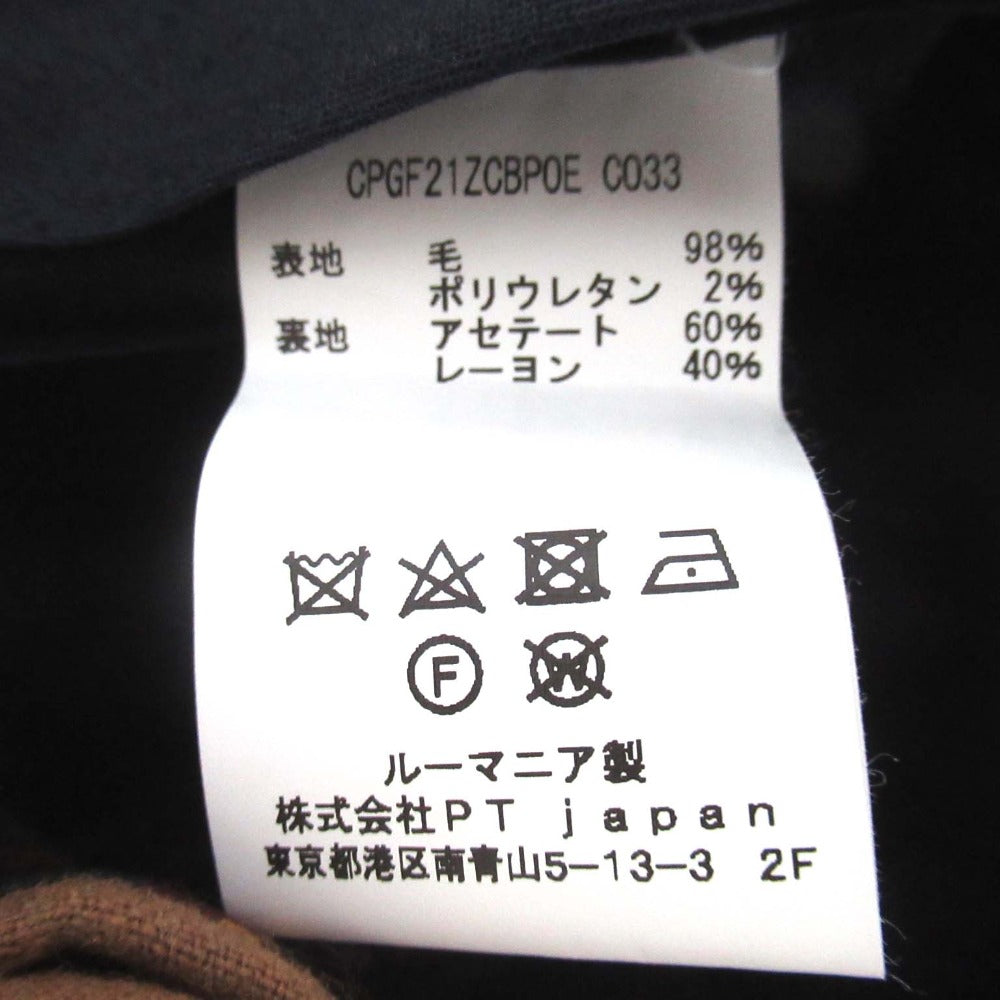 CPGF21ZCBP0E C033
表地 毛 98%
ポリウレタン 2%
裏地 アセテート 60%
レーヨン 40%
F W
ルーマニア製
株式会社PT japan
東京都港区南青山5-13-3 2F